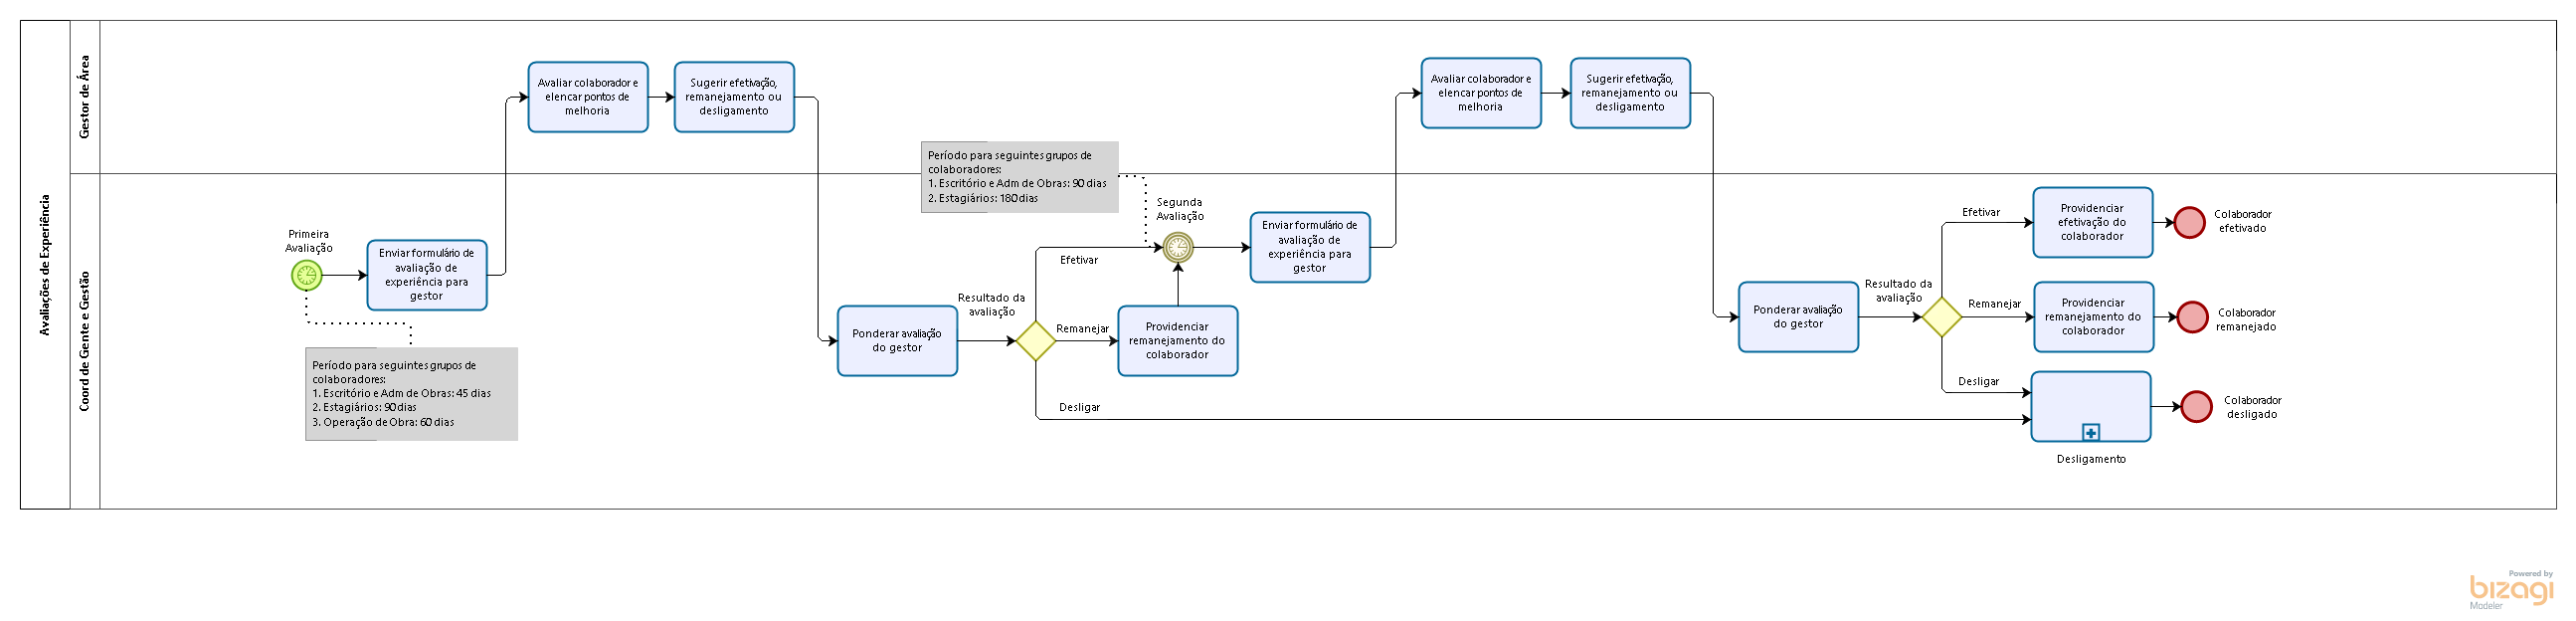 Avaliações de Experiência
Gestor de Área
Coord de Gente e Gestão
Primeira
Avaliação
Enviar formulário de
avaliação de
experiência para
gestor
Período para seguintes grupos de
colaboradores:
1. Escritório e Adm de Obras: 45 dias
2. Estagiários: 90 dias
3. Operação de Obra: 60 dias
Avaliar colaborador e
elencar pontos de
melhoria
Sugerir efetivação,
remanejamento ou
desligamento
Ponderar avaliação
do gestor
Resultado da
avaliação
Efetivar
Remanejar
Desligar
Providenciar
remanejamento do
colaborador
Período para seguintes grupos de
colaboradores:
1. Escritório e Adm de Obras: 90 dias
2. Estagiários: 180 dias
Segunda
Avaliação
Enviar formulário de
avaliação de
experiência para
gestor
Avaliar colaborador e
elencar pontos de
melhoria
Sugerir efetivação,
remanejamento ou
desligamento
Ponderar avaliação
do gestor
Resultado da
avaliação
Efetivar
Remanejar
Desligar
Providenciar
efetivação do
colaborador
Colaborador
efetivado
Providenciar
remanejamento do
colaborador
Colaborador
remanejado
Desligamento
Colaborador
desligado
Powered by
bizagi
Modeler